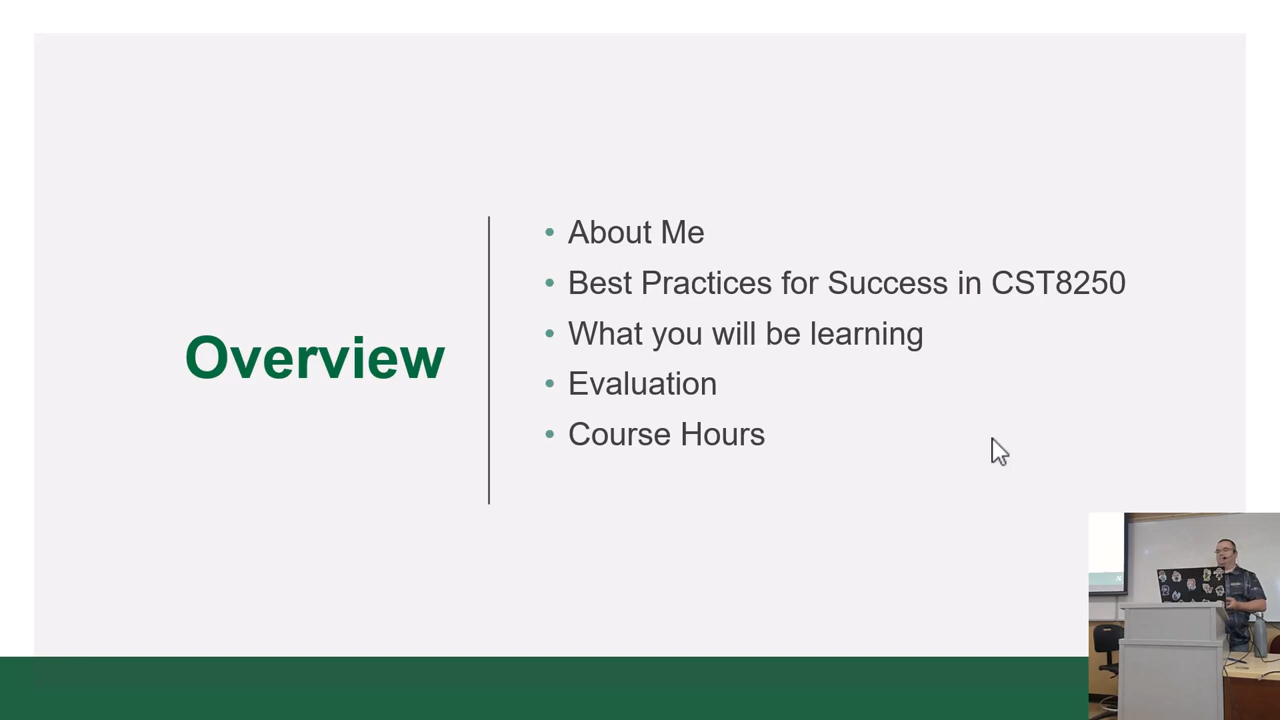 Overview
About Me
Best Practices for Success in CST8250
What you will be learning
Evaluation
Course Hours